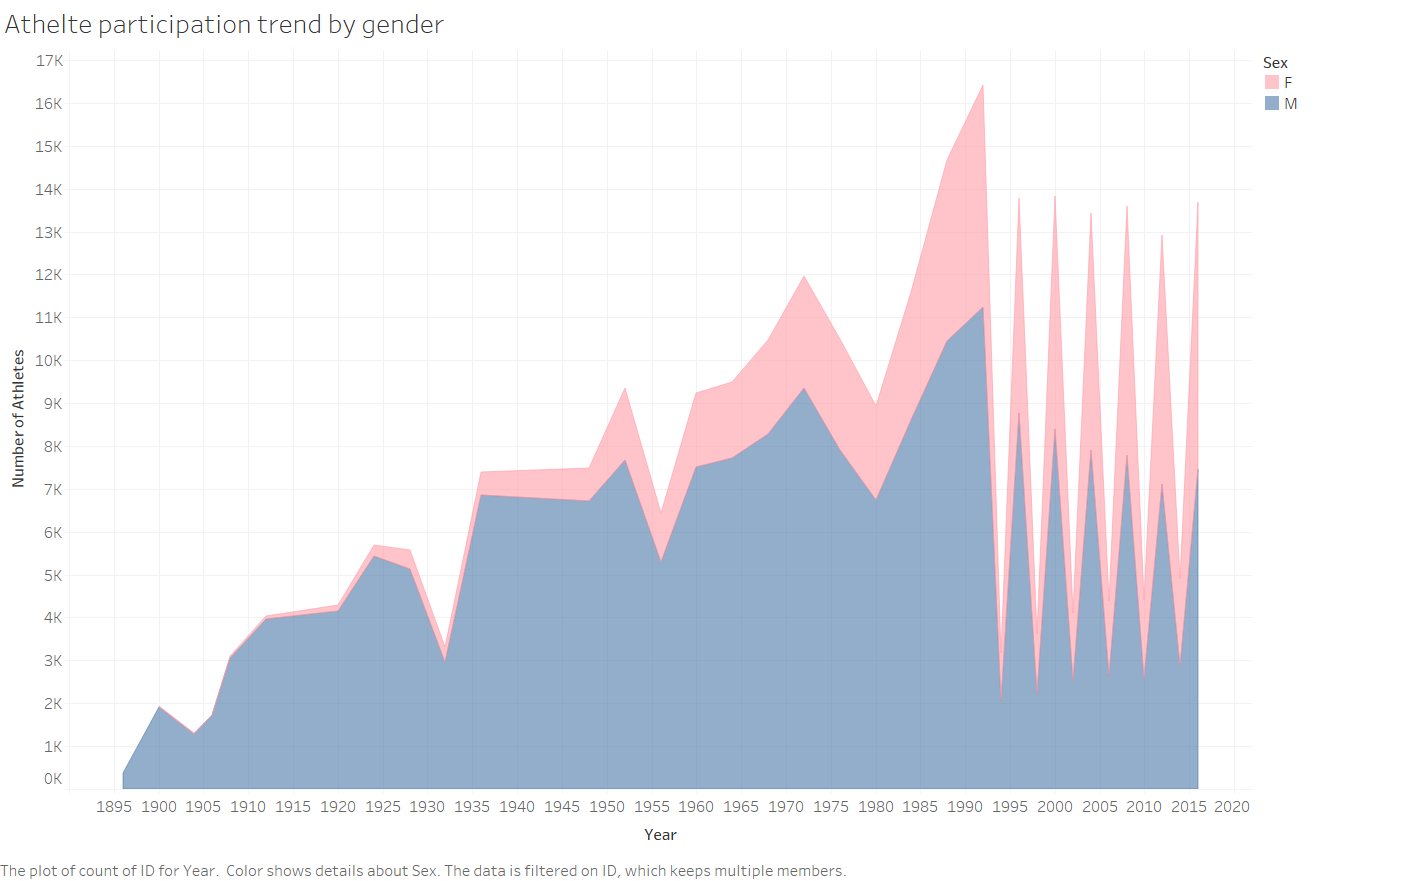 Athelte participation trend by gender
Sex
F
M
17K
16K
15K
14K
13K
12K
11K
10K
9K
8K
7K
6K
5K
4K
3K
2K
1K
0K
Number of Athletes
1895 1900 1905 1910 1915 1920 1925 1930 1935 1940 1945 1950 1955 1960 1965 1970 1975 1980 1985 1990 1995 2000 2005 2010 2015 2020
Year
The plot of count of ID for Year.  Color shows details about Sex. The data is filtered on ID, which keeps multiple members.